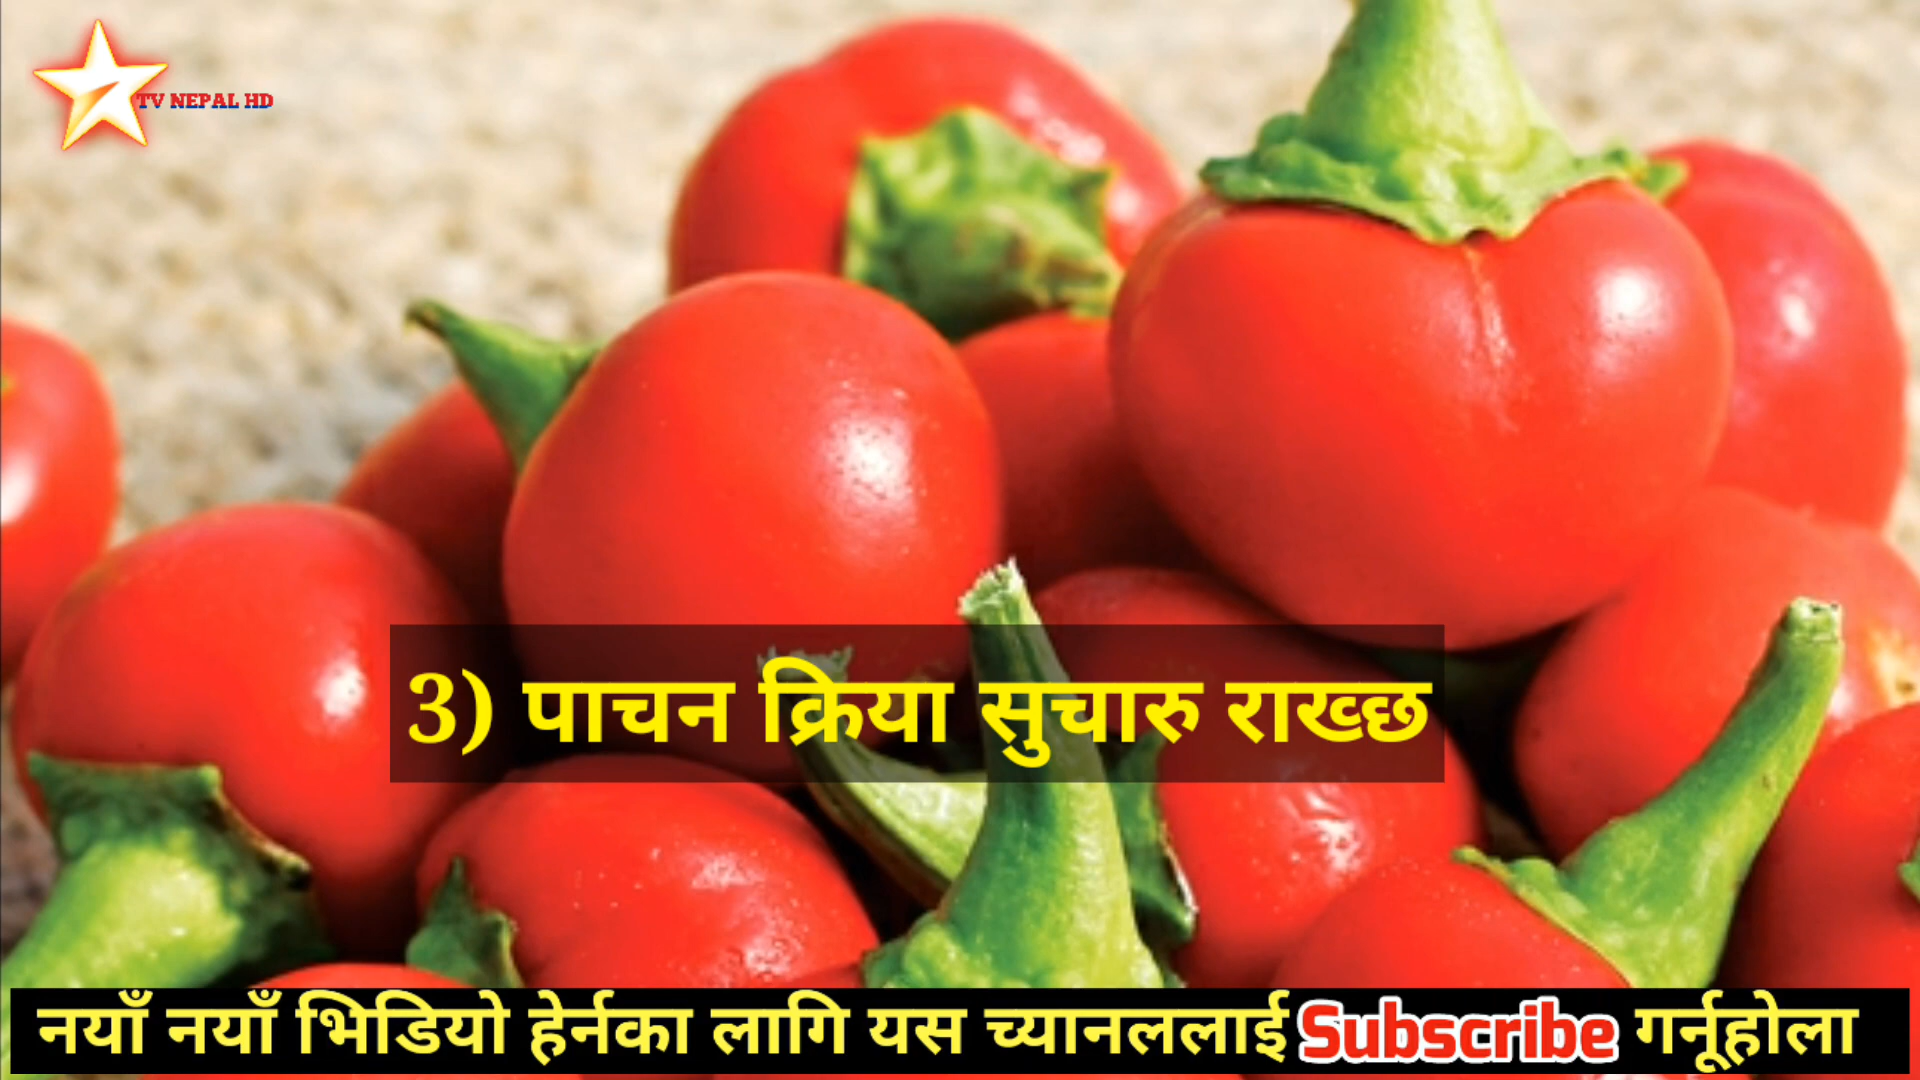 TV NEPAL HD
3) पाचन क्रिया सुचारु राख्छ
नयाँ नयाँ भिडियो हेर्नका लागि यस च्यानललाई Subscribe गर्नूहोला